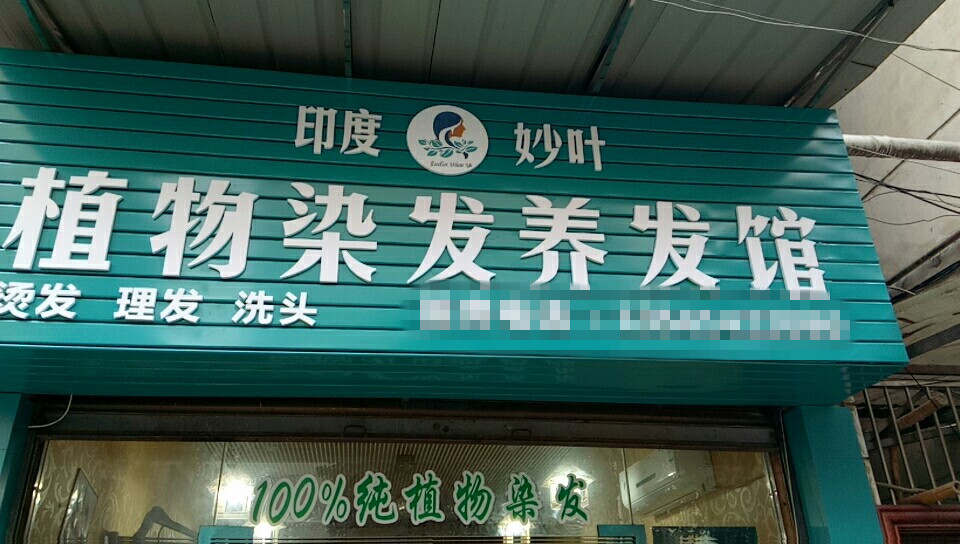 印度 妙叶
植物染发养发馆
烫发 理发 洗头
100%纯植物染发